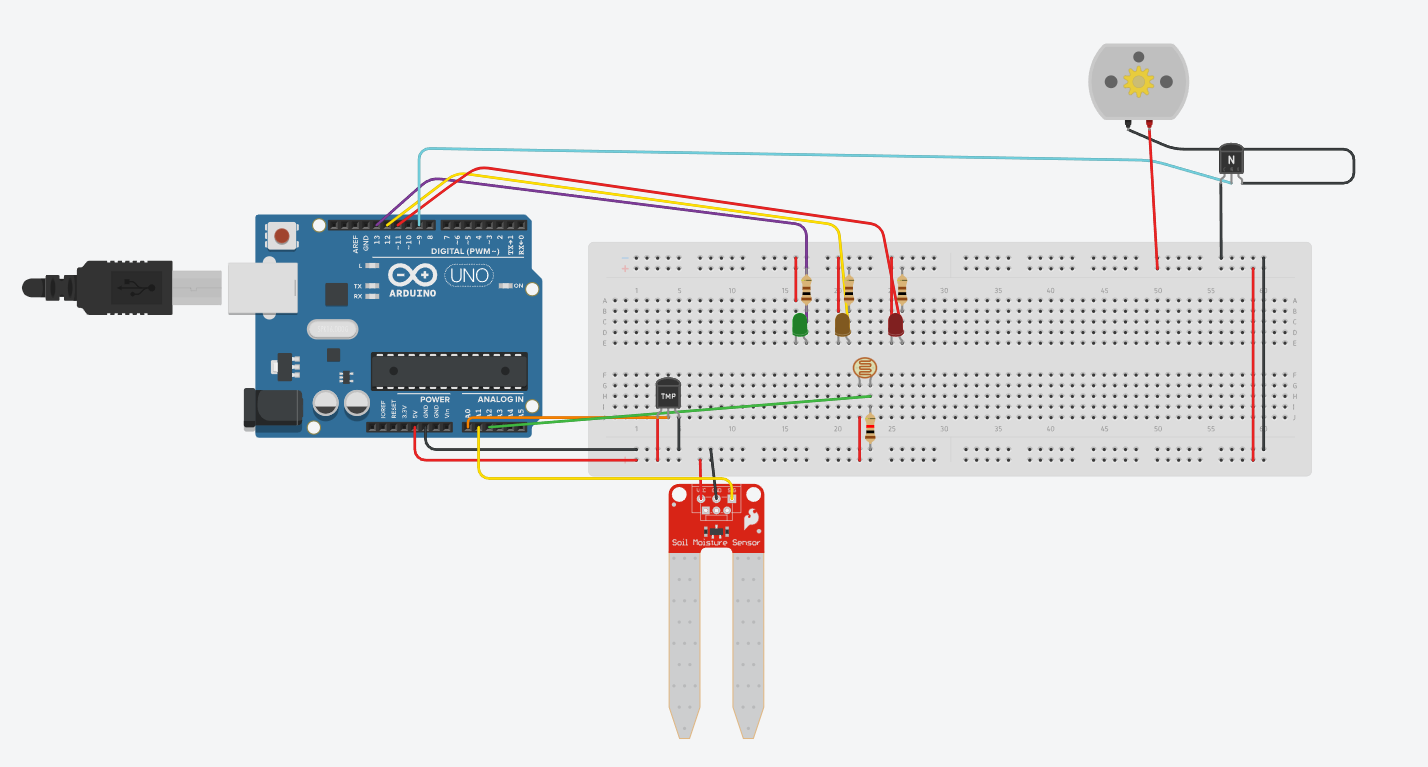 N
L
TX
RX
AREF
GND
13
12
~11
~10
~9
8
7
~6
~5
4
~3
2
TX→1
RX←0
DIGITAL (PWM~)
UNO
ARDUINO
ON
IOREF
RESET
3.3V
5V
GND
GND
Vin
POWER
ANALOG IN
A0
A1
A2
A3
A4
A5
1 5 10 15 20 25 30 35 40 45 50 55 60
A A
B B
C C
D D
E E
F F
G G
H H
I I
J J
1 5 10 15 20 25 30 35 40 45 50 55 60
TMP
Soil Moisture Sensor